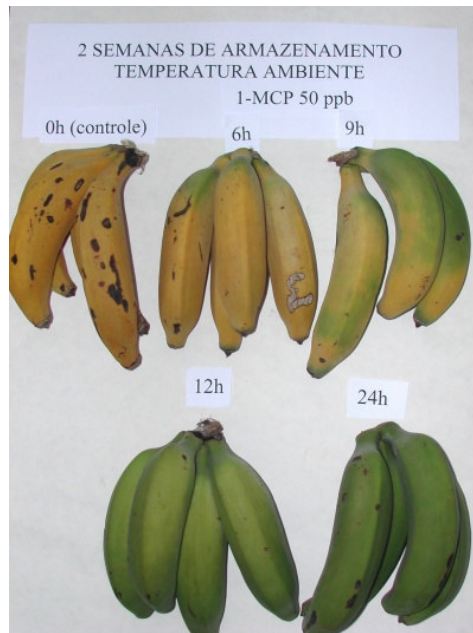 2 SEMANAS DE ARMAZENAMENTO
TEMPERATURA AMBIENTE
1-MCP 50 ppb
0h (controle)
6h
9h
12h
24h